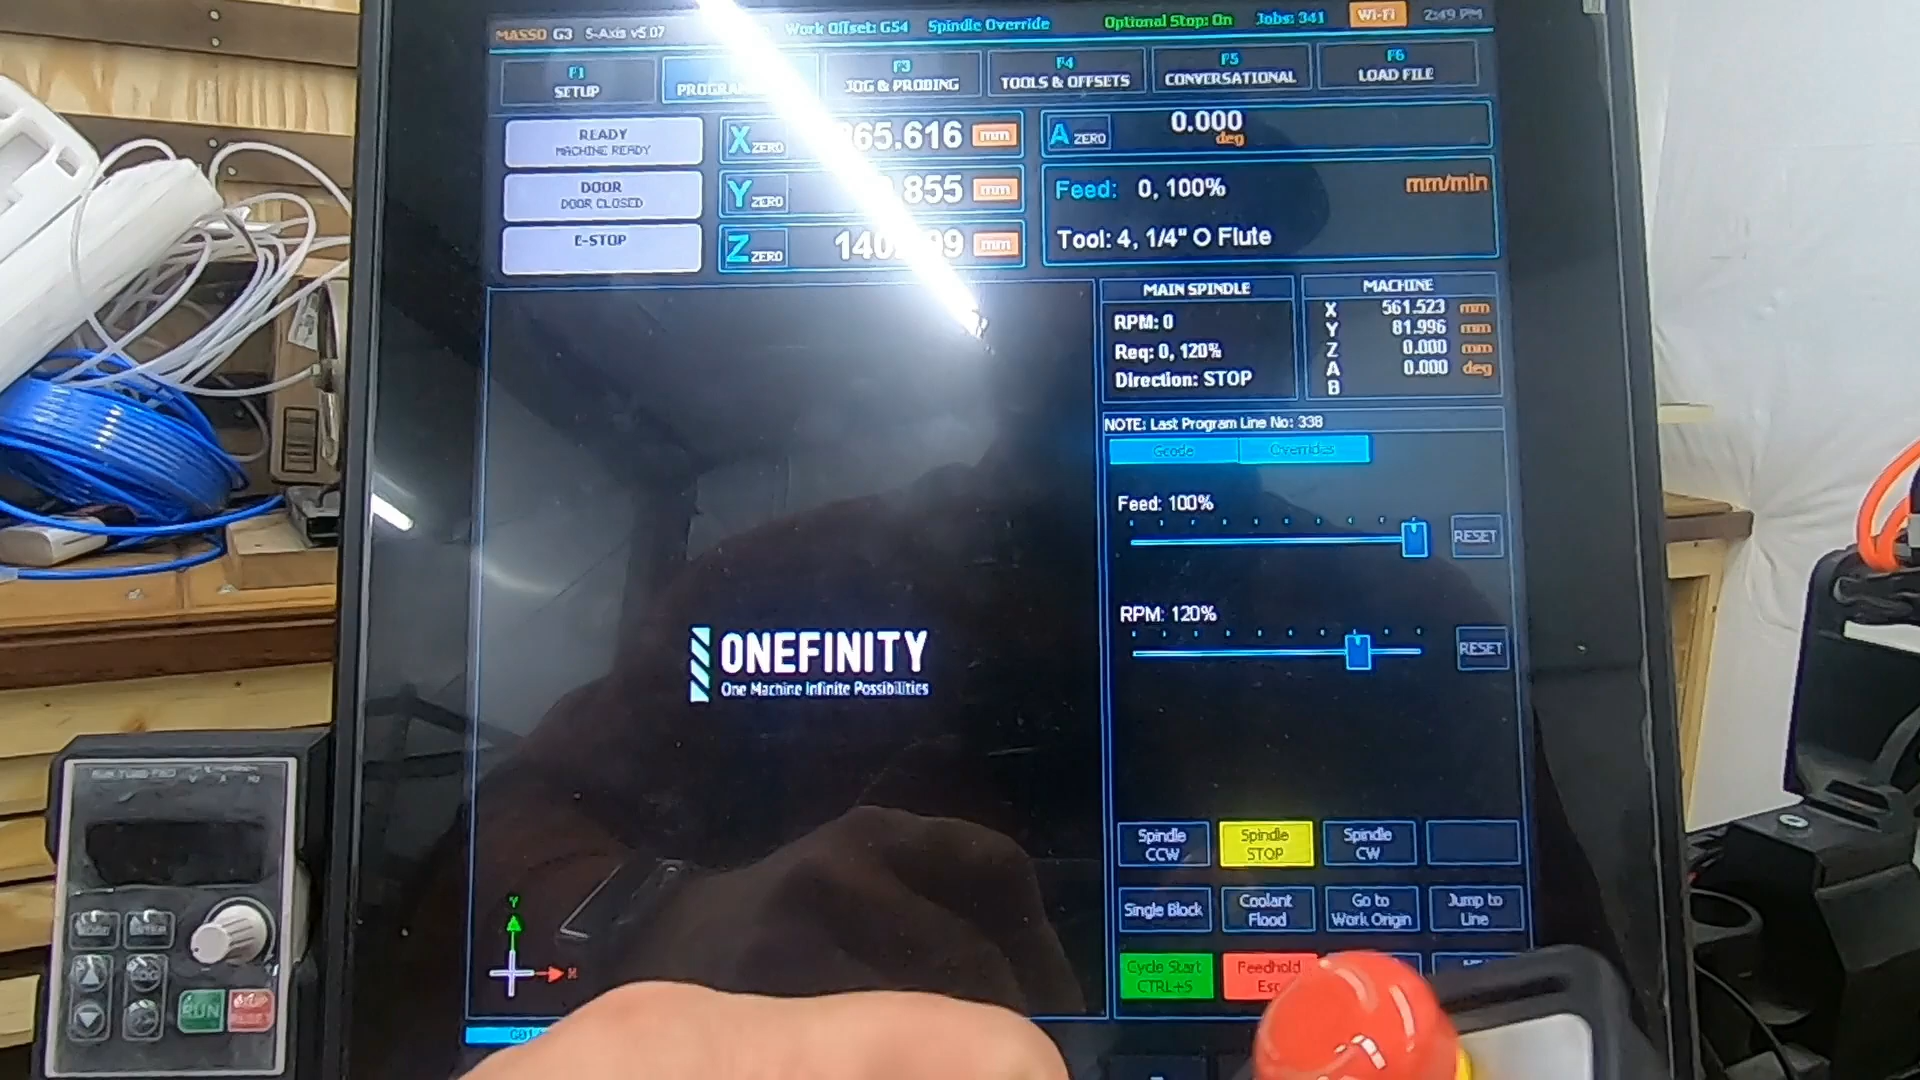 MASSO G3 5-Axis v5.07 Work Offset: G54 Spindle Override Optional Stop: On Jobs: 341 Wi-Fi 2:49 PM
F1 F3 F4 F5 F6
SETUP JOG & PROBING TOOLS & OFFSETS CONVERSATIONAL LOAD FILE
READY
MACHINE READY
DOOR
DOOR CLOSED
E-STOP
X ZERO 65.616 mm
Y ZERO 855 mm
Z ZERO mm
A ZERO 0.000 deg
Feed: 0, 100% mm/min
Tool: 4, 1/4" O Flute
MAIN SPINDLE
RPM: 0
Req: 0, 120%
Direction: STOP
MACHINE
X 561.523 mm
Y 81.996 mm
Z 0.000 mm
A 0.000 deg
B
NOTE: Last Program Line No: 338
Gcode Overrides
Feed: 100%
RESET
RPM: 120%
RESET
ONEFINITY
One Machine Infinite Possibilities
Spindle CCW
Spindle STOP
Spindle CW
Single Block
Coolant Flood
Go to Work Origin
Jump to Line
Cycle Start CTRL+S
Feedhold Esc
Y
RUN
STOP RESET